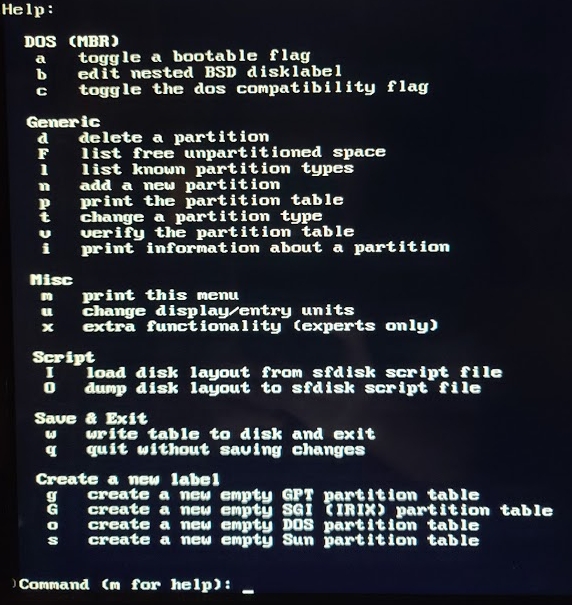 Help:
DOS (MBR)
a toggle a bootable flag
b edit nested BSD disklabel
c toggle the dos compatibility flag
Generic
d delete a partition
F list free unpartitioned space
l list known partition types
n add a new partition
p print the partition table
t change a partition type
v verify the partition table
i print information about a partition
Misc
m print this menu
u change display/entry units
x extra functionality (experts only)
Script
I load disk layout from sfdisk script file
O dump disk layout to sfdisk script file
Save & Exit
w write table to disk and exit
q quit without saving changes
Create a new label
g create a new empty GPT partition table
G create a new empty SGI (IRIX) partition table
o create a new empty DOS partition table
s create a new empty Sun partition table
Command (m for help): _